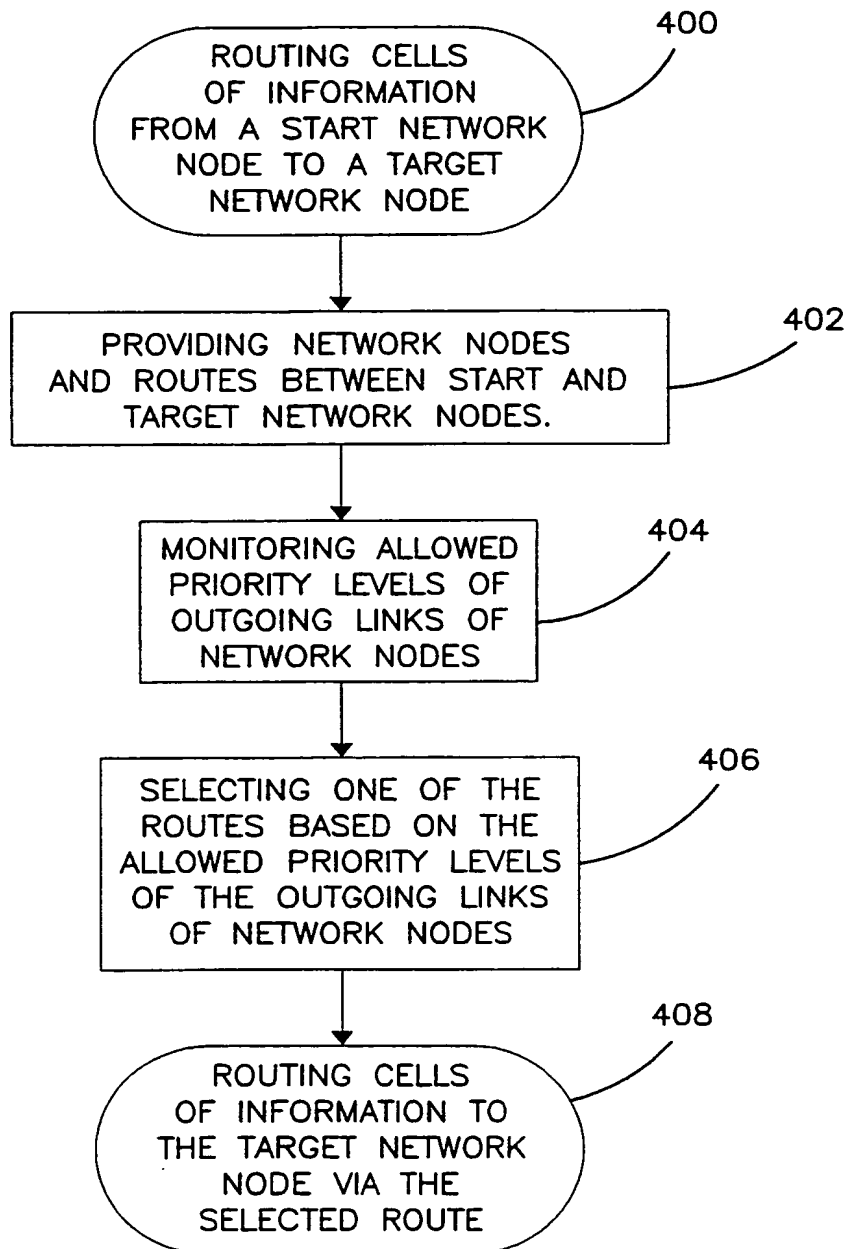 400
ROUTING CELLS
OF INFORMATION
FROM A START NETWORK
NODE TO A TARGET
NETWORK NODE
402
PROVIDING NETWORK NODES
AND ROUTES BETWEEN START AND
TARGET NETWORK NODES.
404
MONITORING ALLOWED
PRIORITY LEVELS OF
OUTGOING LINKS OF
NETWORK NODES
406
SELECTING ONE OF THE
ROUTES BASED ON THE
ALLOWED PRIORITY LEVELS
OF THE OUTGOING LINKS
OF NETWORK NODES
408
ROUTING CELLS
OF INFORMATION TO
THE TARGET NETWORK
NODE VIA THE
SELECTED ROUTE